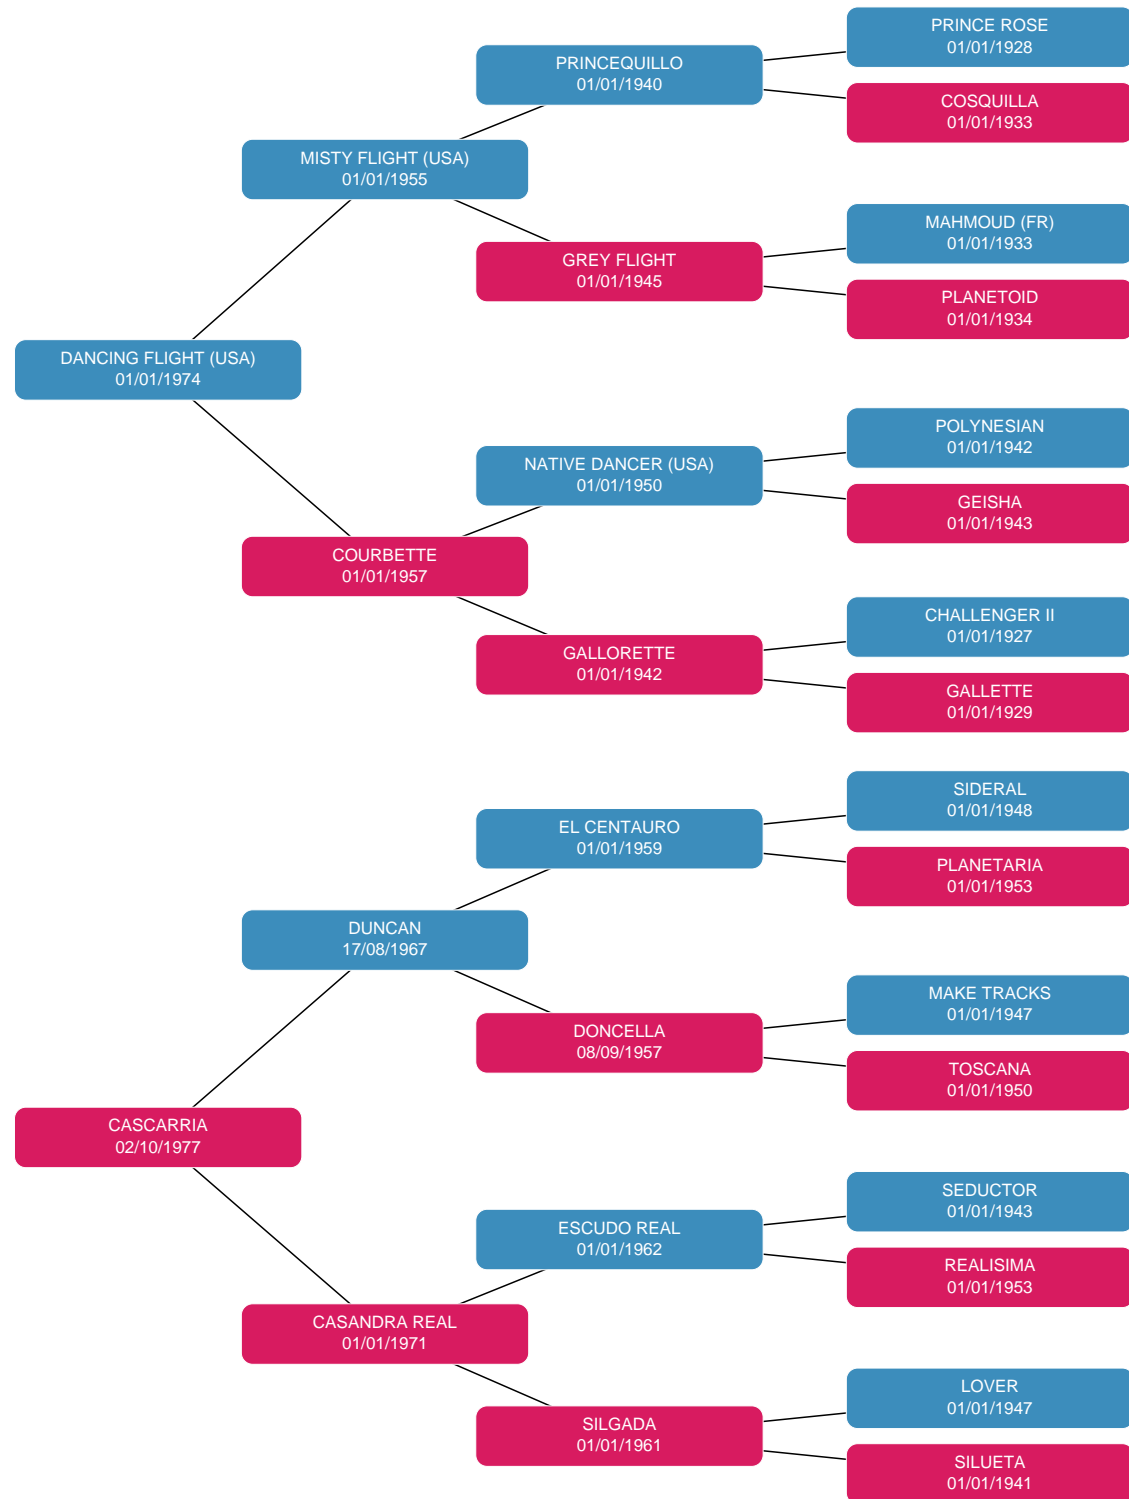 PRINCE ROSE
01/01/1928
PRINCEQUILLO
01/01/1940
COSQUILLA
01/01/1933
MISTY FLIGHT (USA)
01/01/1955
MAHMOUD (FR)
01/01/1933
GREY FLIGHT
01/01/1945
PLANETOID
01/01/1934
DANCING FLIGHT (USA)
01/01/1974
POLYNESIAN
01/01/1942
NATIVE DANCER (USA)
01/01/1950
GEISHA
01/01/1943
COURBETTE
01/01/1957
CHALLENGER II
01/01/1927
GALLORETTE
01/01/1942
GALLETTE
01/01/1929
SIDERAL
01/01/1948
EL CENTAURO
01/01/1959
PLANETARIA
01/01/1953
DUNCAN
17/08/1967
MAKE TRACKS
01/01/1947
DONCELLA
08/09/1957
TOSCANA
01/01/1950
CASCARRIA
02/10/1977
SEDUCTOR
01/01/1943
ESCUDO REAL
01/01/1962
REALISIMA
01/01/1953
CASANDRA REAL
01/01/1971
LOVER
01/01/1947
SILGADA
01/01/1961
SILUETA
01/01/1941